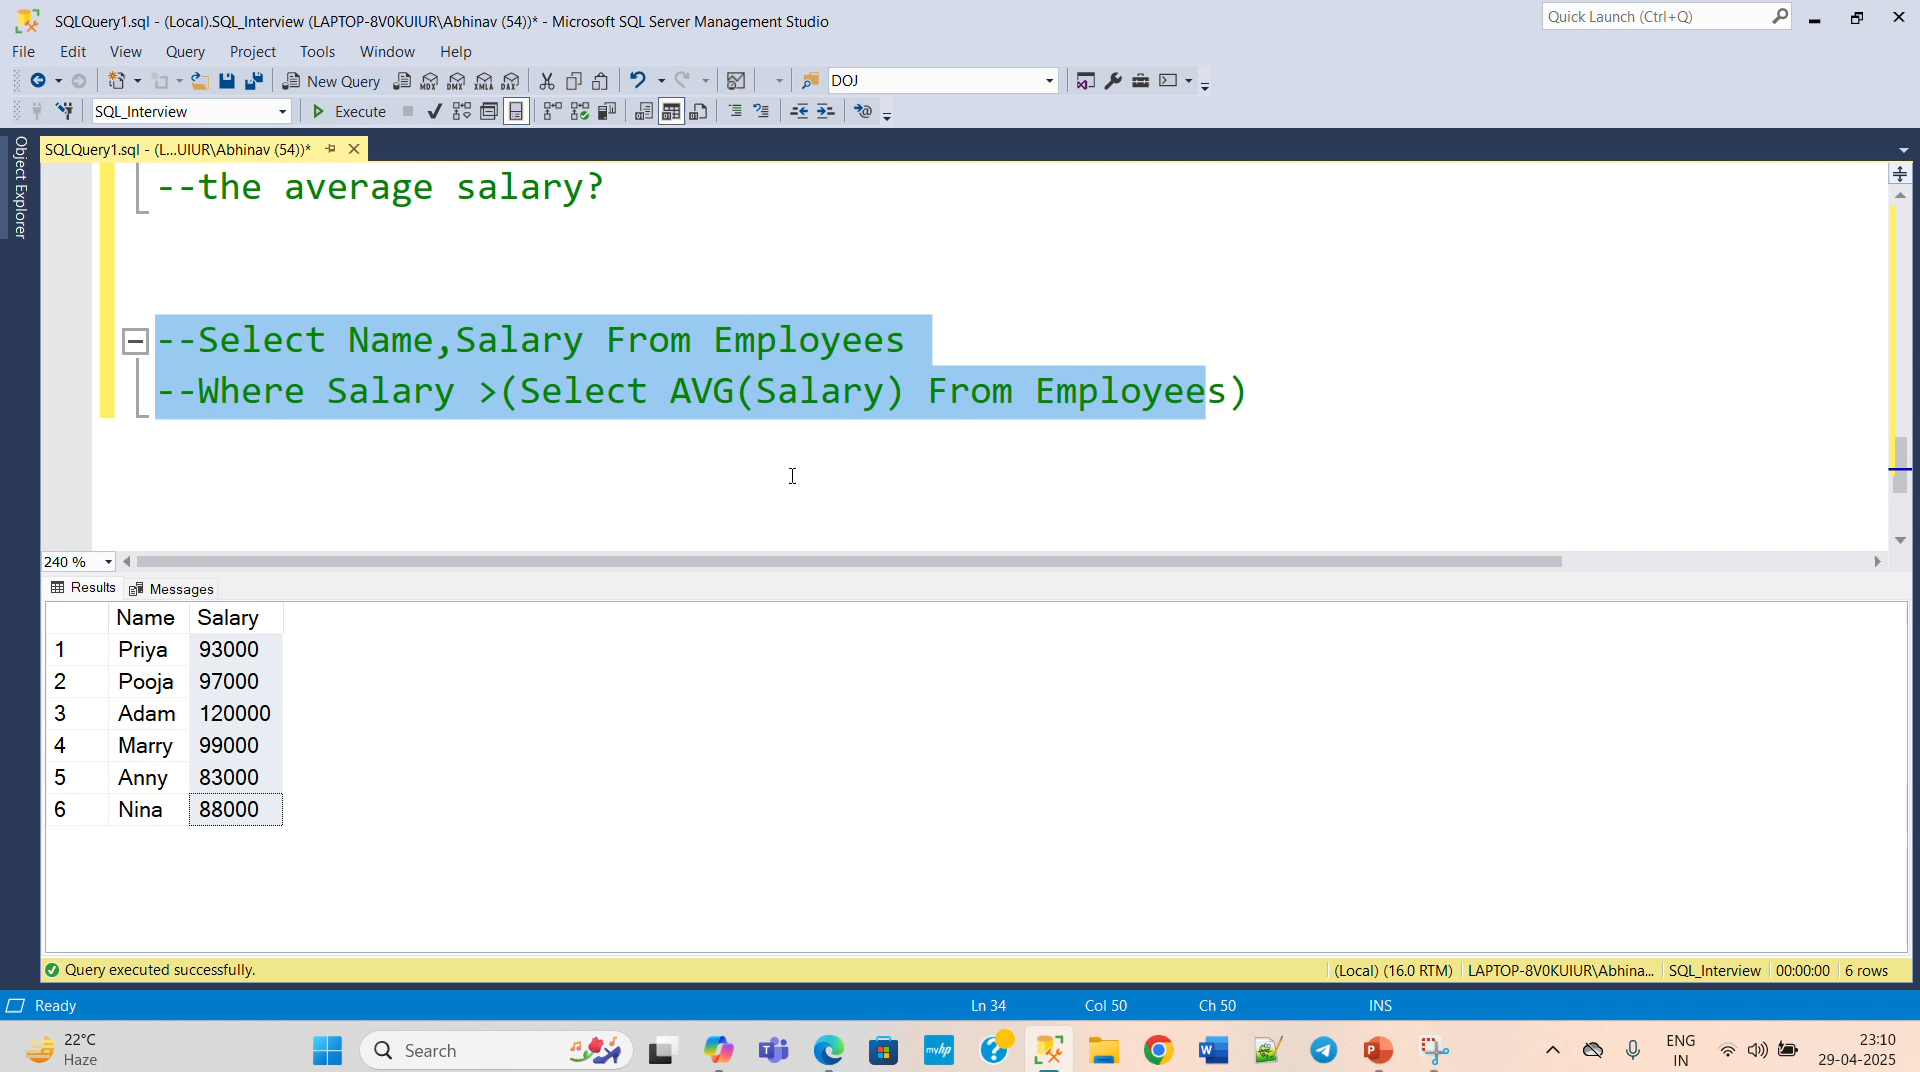 SQLQuery1.sql - (Local).SQL_Interview (LAPTOP-8V0KUIUR\Abhinav (54))* - Microsoft SQL Server Management Studio
Quick Launch (Ctrl+Q)
File Edit View Query Project Tools Window Help
New Query
MDX DMX XMLA DAX
DOJ
SQL_Interview
Execute
Object Explorer
SQLQuery1.sql - (L...UIUR\Abhinav (54))*
--the average salary?
--Select Name,Salary From Employees
--Where Salary >(Select AVG(Salary) From Employees)
240 %
Results Messages
Name Salary
1 Priya 93000
2 Pooja 97000
3 Adam 120000
4 Marry 99000
5 Anny 83000
6 Nina 88000
Query executed successfully.
(Local) (16.0 RTM) LAPTOP-8V0KUIUR\Abhina... SQL_Interview 00:00:00 6 rows
Ready
Ln 34 Col 50 Ch 50 INS
22°C
Haze
Search
myhp
ENG
IN
23:10
29-04-2025